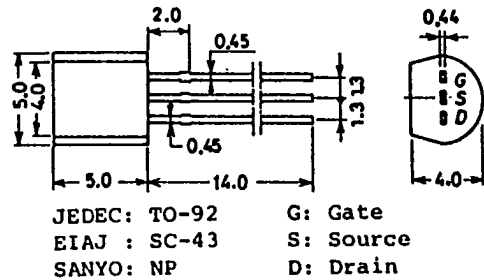 2.0
0.44
0.45
5.0
4.0
1.3
1.3
G
S
D
0.45
5.0
14.0
4.0
JEDEC: TO-92 G: Gate
EIAJ : SC-43 S: Source
SANYO: NP D: Drain